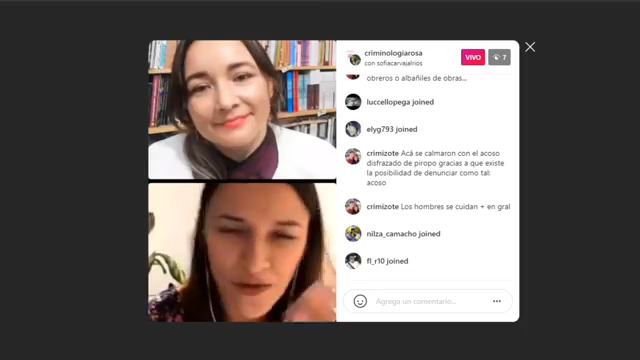 criminologiarosa
con sofiacarvajalrios
VIVO
7
obreros o albañiles de obras...
luccellopega joined
elyg793 joined
crimizote Acá se calmaron con el acoso
disfrazado de piropo gracias a que existe
la posibilidad de denunciar como tal:
acoso
crimizote Los hombres se cuidan + en gral
nilza_camacho joined
fl_r10 joined
Agrega un comentario...